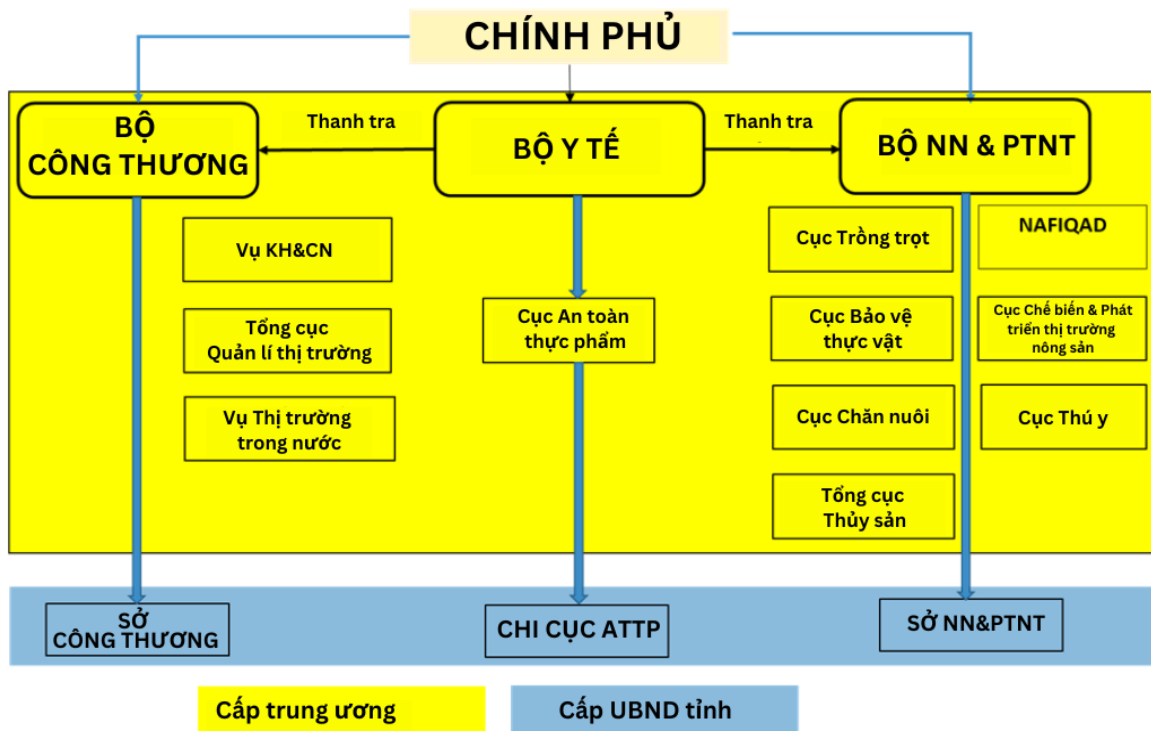 CHÍNH PHỦ
BỘ
CÔNG THƯƠNG
Thanh tra
BỘ Y TẾ
Thanh tra
BỘ NN & PTNT
Vụ KH&CN
Tổng cục
Quản lí thị trường
Vụ Thị trường
trong nước
Cục An toàn
thực phẩm
Cục Trồng trọt
NAFIQAD
Cục Bảo vệ
thực vật
Cục Chế biến & Phát
triển thị trường
nông sản
Cục Chăn nuôi
Cục Thú y
Tổng cục
Thủy sản
SỞ
CÔNG THƯƠNG
CHI CỤC ATTP
SỞ NN&PTNT
Cấp trung ương
Cấp UBND tỉnh